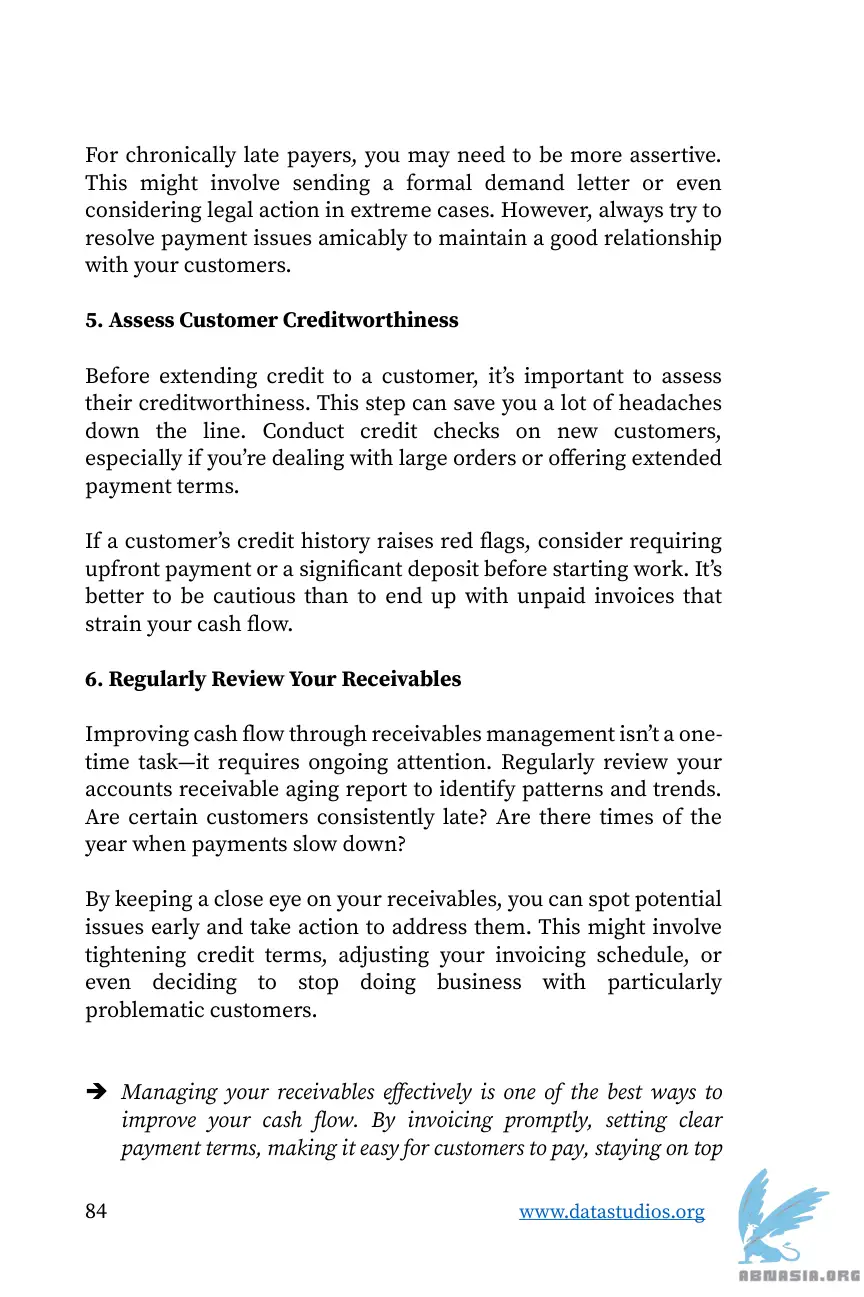 For chronically late payers, you may need to be more assertive.
This might involve sending a formal demand letter or even
considering legal action in extreme cases. However, always try to
resolve payment issues amicably to maintain a good relationship
with your customers.
5. Assess Customer Creditworthiness
Before extending credit to a customer, it’s important to assess
their creditworthiness. This step can save you a lot of headaches
down the line. Conduct credit checks on new customers,
especially if you’re dealing with large orders or offering extended
payment terms.
If a customer’s credit history raises red flags, consider requiring
upfront payment or a significant deposit before starting work. It’s
better to be cautious than to end up with unpaid invoices that
strain your cash flow.
6. Regularly Review Your Receivables
Improving cash flow through receivables management isn’t a one-
time task—it requires ongoing attention. Regularly review your
accounts receivable aging report to identify patterns and trends.
Are certain customers consistently late? Are there times of the
year when payments slow down?
By keeping a close eye on your receivables, you can spot potential
issues early and take action to address them. This might involve
tightening credit terms, adjusting your invoicing schedule, or
even deciding to stop doing business with particularly
problematic customers.
➔ Managing your receivables effectively is one of the best ways to
improve your cash flow. By invoicing promptly, setting clear
payment terms, making it easy for customers to pay, staying on top
84 www.datastudios.org
ABNASIA.ORG